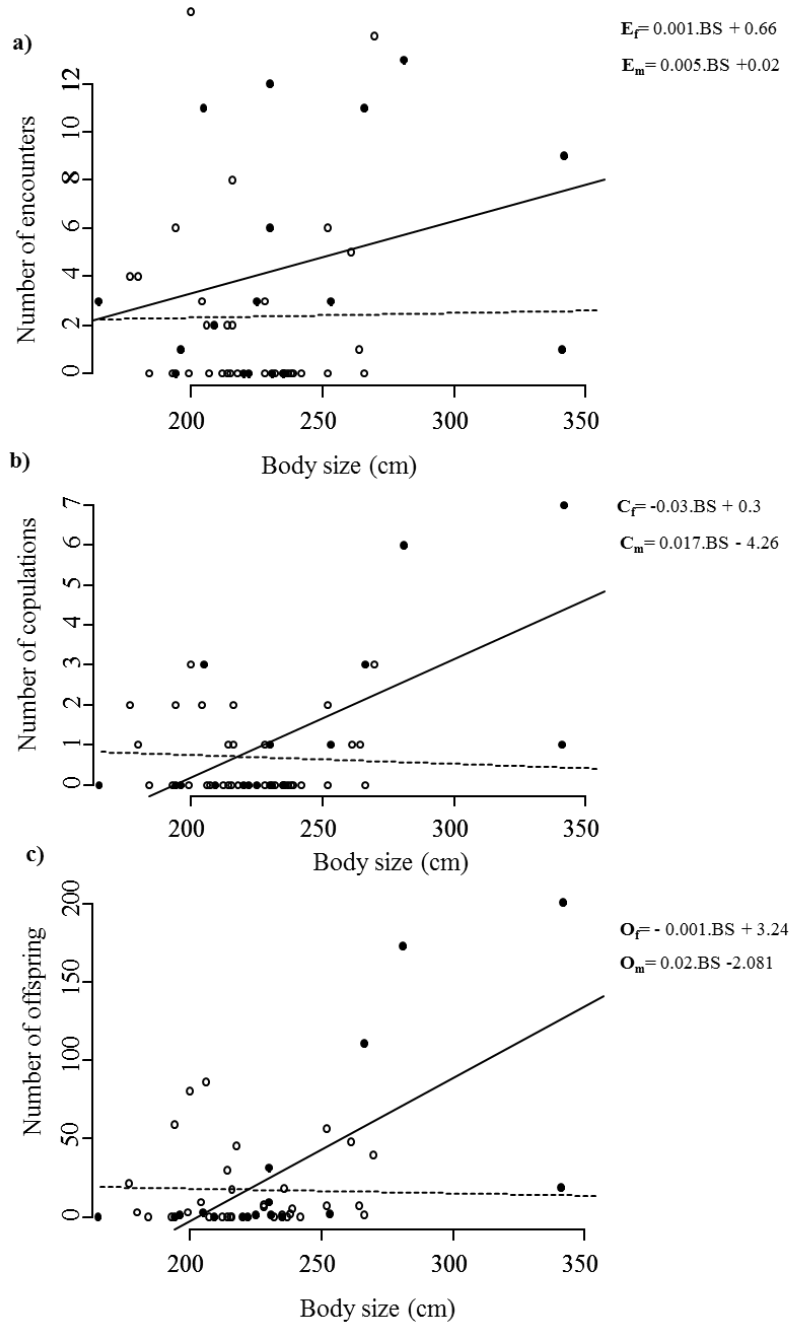 a)
E_f= 0.001.BS + 0.66
E_m= 0.005.BS +0.02
Number of encounters
0 2 4 6 8 10 12
200 250 300 350
Body size (cm)
b)
C_f= -0.03.BS + 0.3
C_m= 0.017.BS - 4.26
Number of copulations
0 1 2 3 4 5 6 7
200 250 300 350
Body size (cm)
c)
O_f= - 0.001.BS + 3.24
O_m= 0.02.BS -2.081
Number of offspring
0 50 100 150 200
200 250 300 350
Body size (cm)